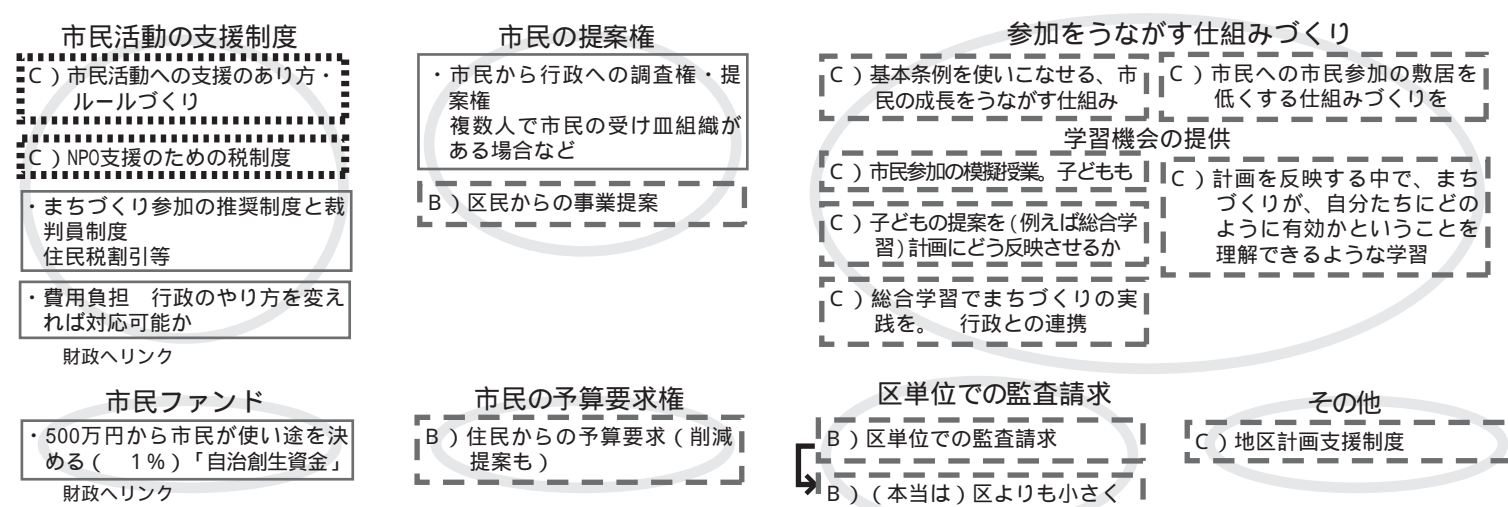 市民活動の支援制度
C）市民活動への支援のあり方・
ルールづくり
C）NPO支援のための税制度
・まちづくり参加の推奨制度と裁
判員制度
住民税割引等
・費用負担　行政のやり方を変え
れば対応可能か
財政へリンク
市民の提案権
・市民から行政への調査権・提
案権
複数人で市民の受け皿組織が
ある場合など
B）区民からの事業提案
参加をうながす仕組みづくり
C）基本条例を使いこなせる、市
民の成長をうながす仕組み
C）市民への市民参加の敷居を
低くする仕組みづくりを
学習機会の提供
C）市民参加の模擬授業。子どもも
C）子どもの提案を(例えば総合学
習)計画にどう反映させるか
C）総合学習でまちづくりの実
践を。　行政との連携
C）計画を反映する中で、まち
づくりが、自分たちにどの
ように有効かということを
理解できるような学習
市民ファンド
・500万円から市民が使い途を決
める（　1％）「自治創生資金」
財政へリンク
市民の予算要求権
B）住民からの予算要求（削減
提案も）
区単位での監査請求
B）区単位での監査請求
B）（本当は）区よりも小さく
その他
C）地区計画支援制度